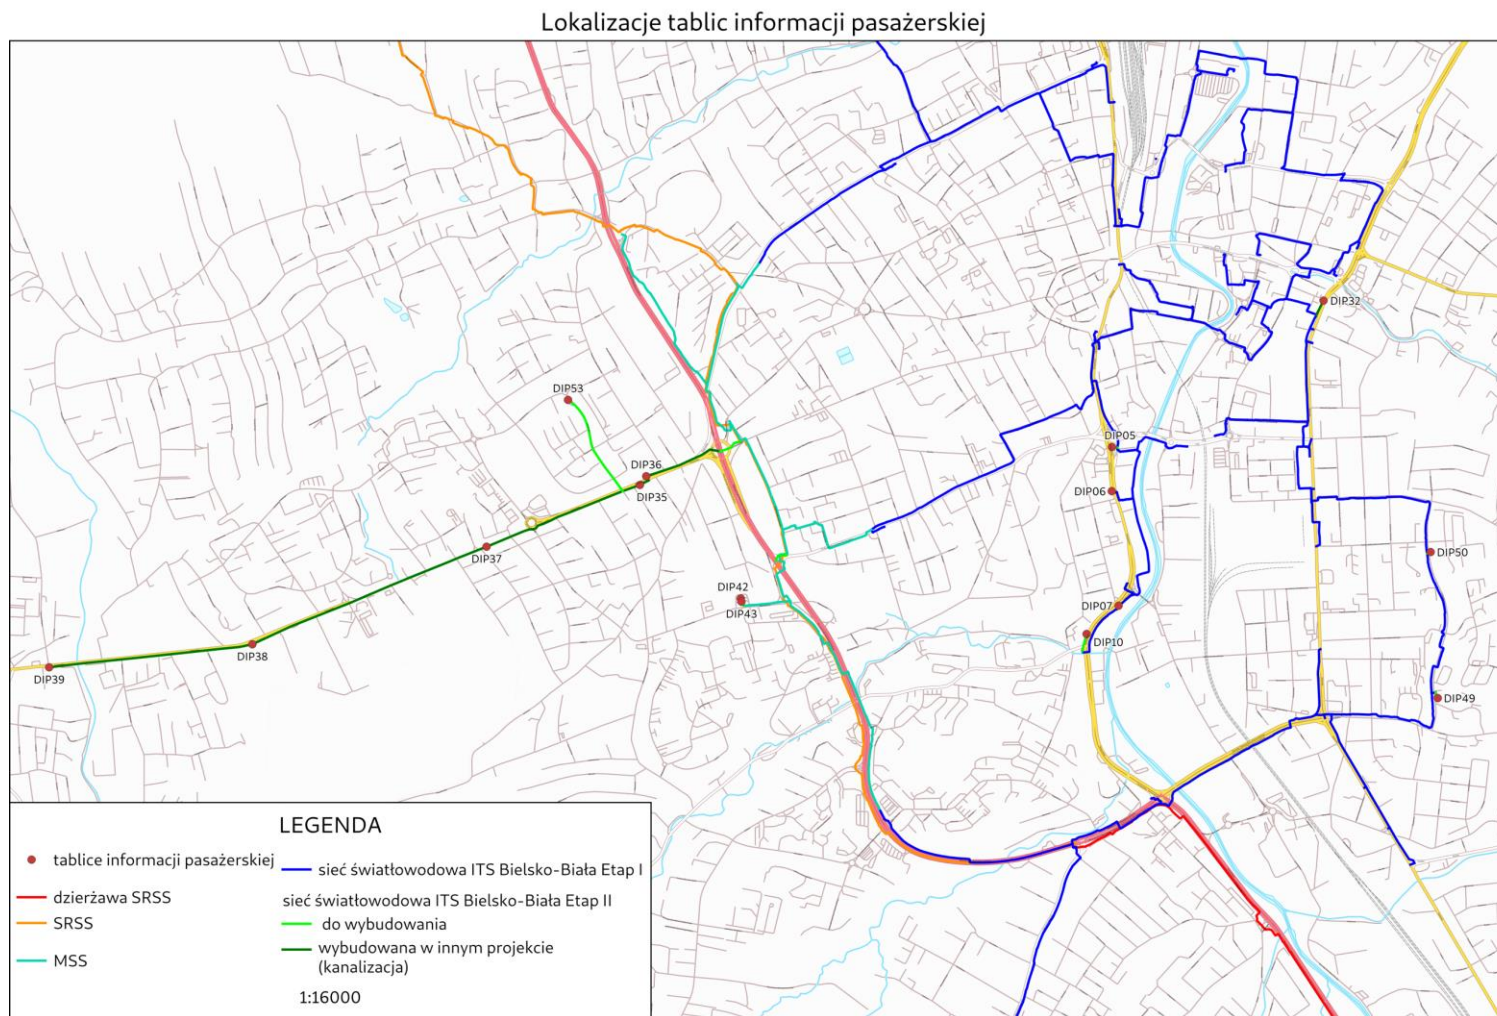 Lokalizacje tablic informacji pasażerskiej
DIP32
DIP53
DIP05
DIP36
DIP35
DIP06
DIP37
DIP50
DIP42
DIP43
DIP07
DIP10
DIP38
DIP39
DIP49
LEGENDA
tablice informacji pasażerskiej
dzierżawa SRSS
SRSS
MSS
sieć światłowodowa ITS Bielsko-Biała Etap I
sieć światłowodowa ITS Bielsko-Biała Etap II
do wybudowania
wybudowana w innym projekcie
(kanalizacja)
1:16000